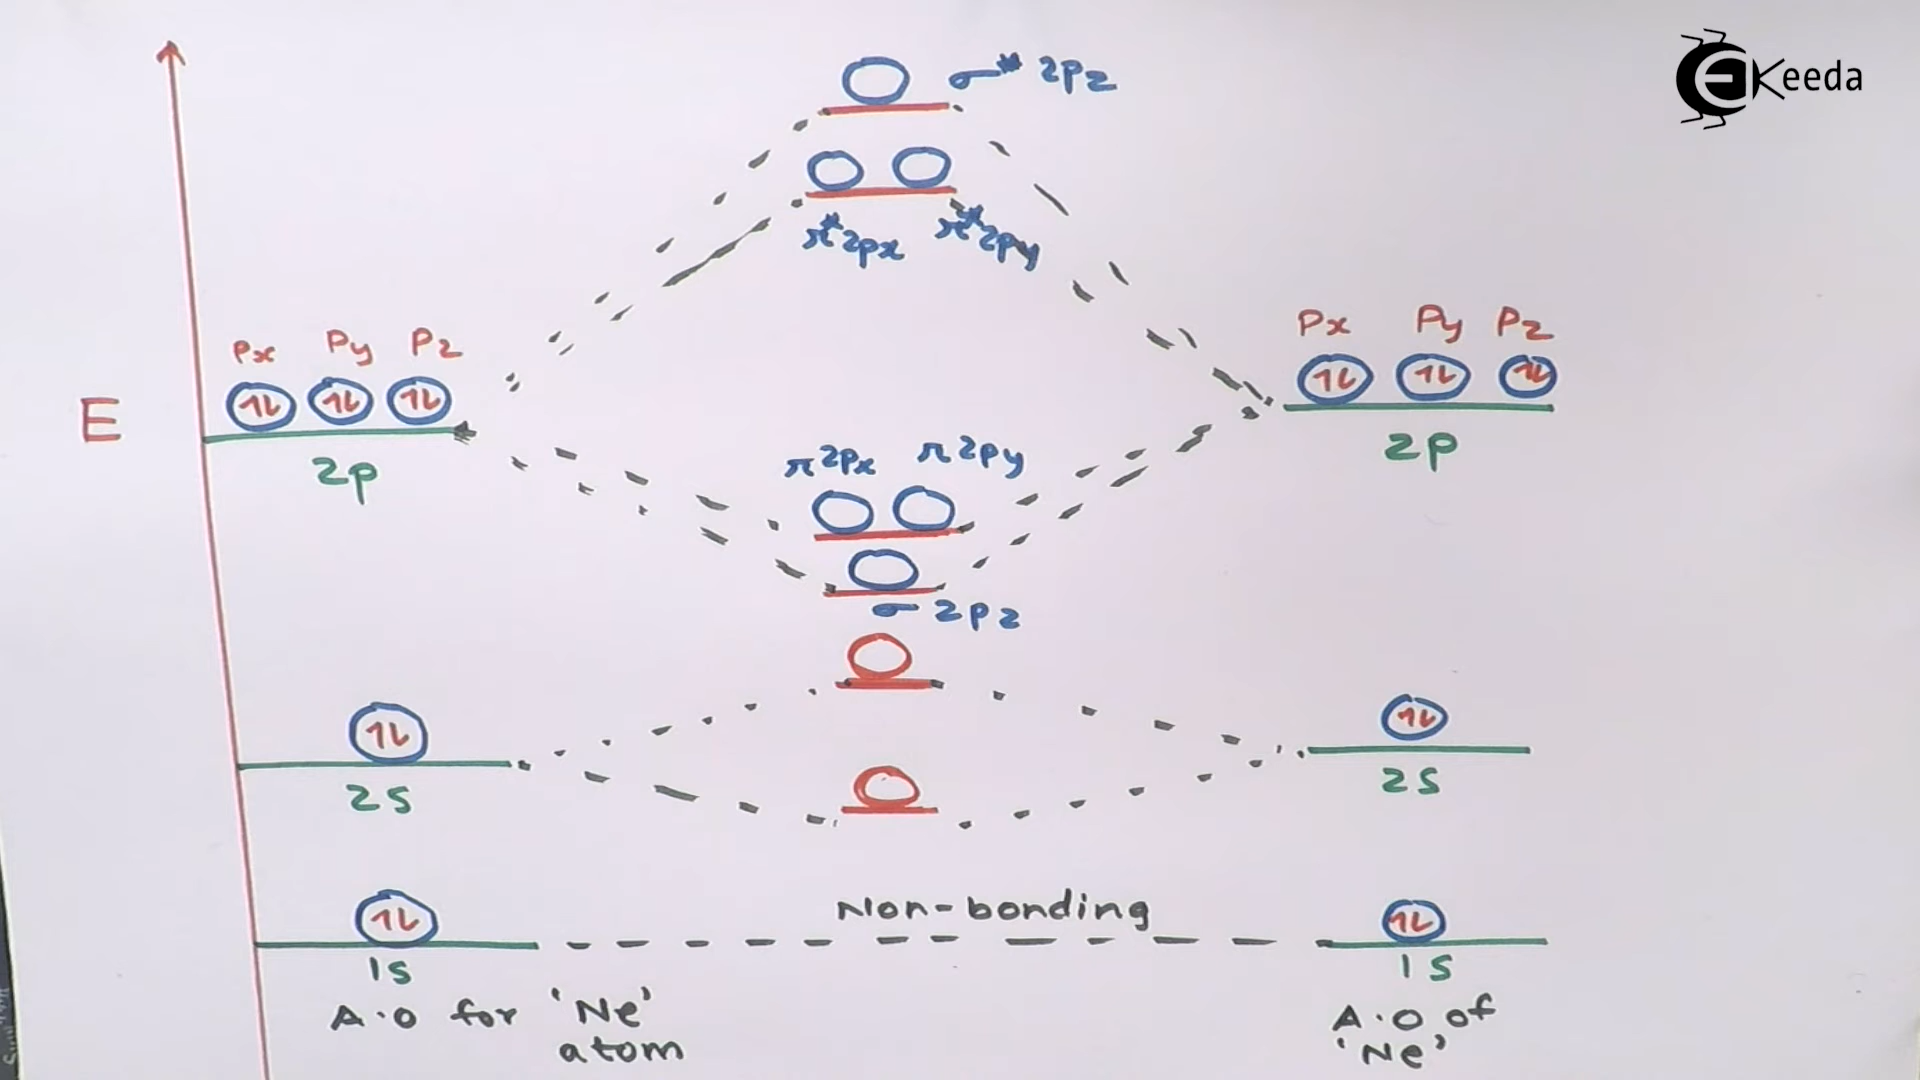 eKeeda
σ* 2pz
π* 2px π* 2py
Px Py Pz
Px Py Pz
E
2p
2p
π 2px π 2py
σ 2pz
2s
2s
Non-bonding
1s
1s
A.O for 'Ne'
atom
A.O of
'Ne'